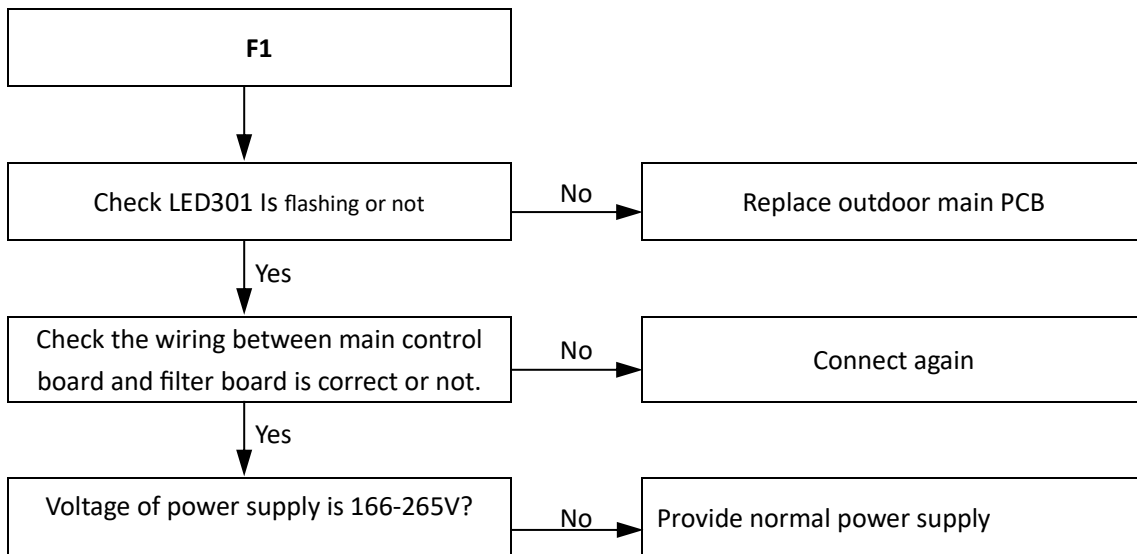 F1
Check LED301 Is flashing or not
No
Replace outdoor main PCB
Yes
Check the wiring between main control
board and filter board is correct or not.
No
Connect again
Yes
Voltage of power supply is 166-265V?
No
Provide normal power supply